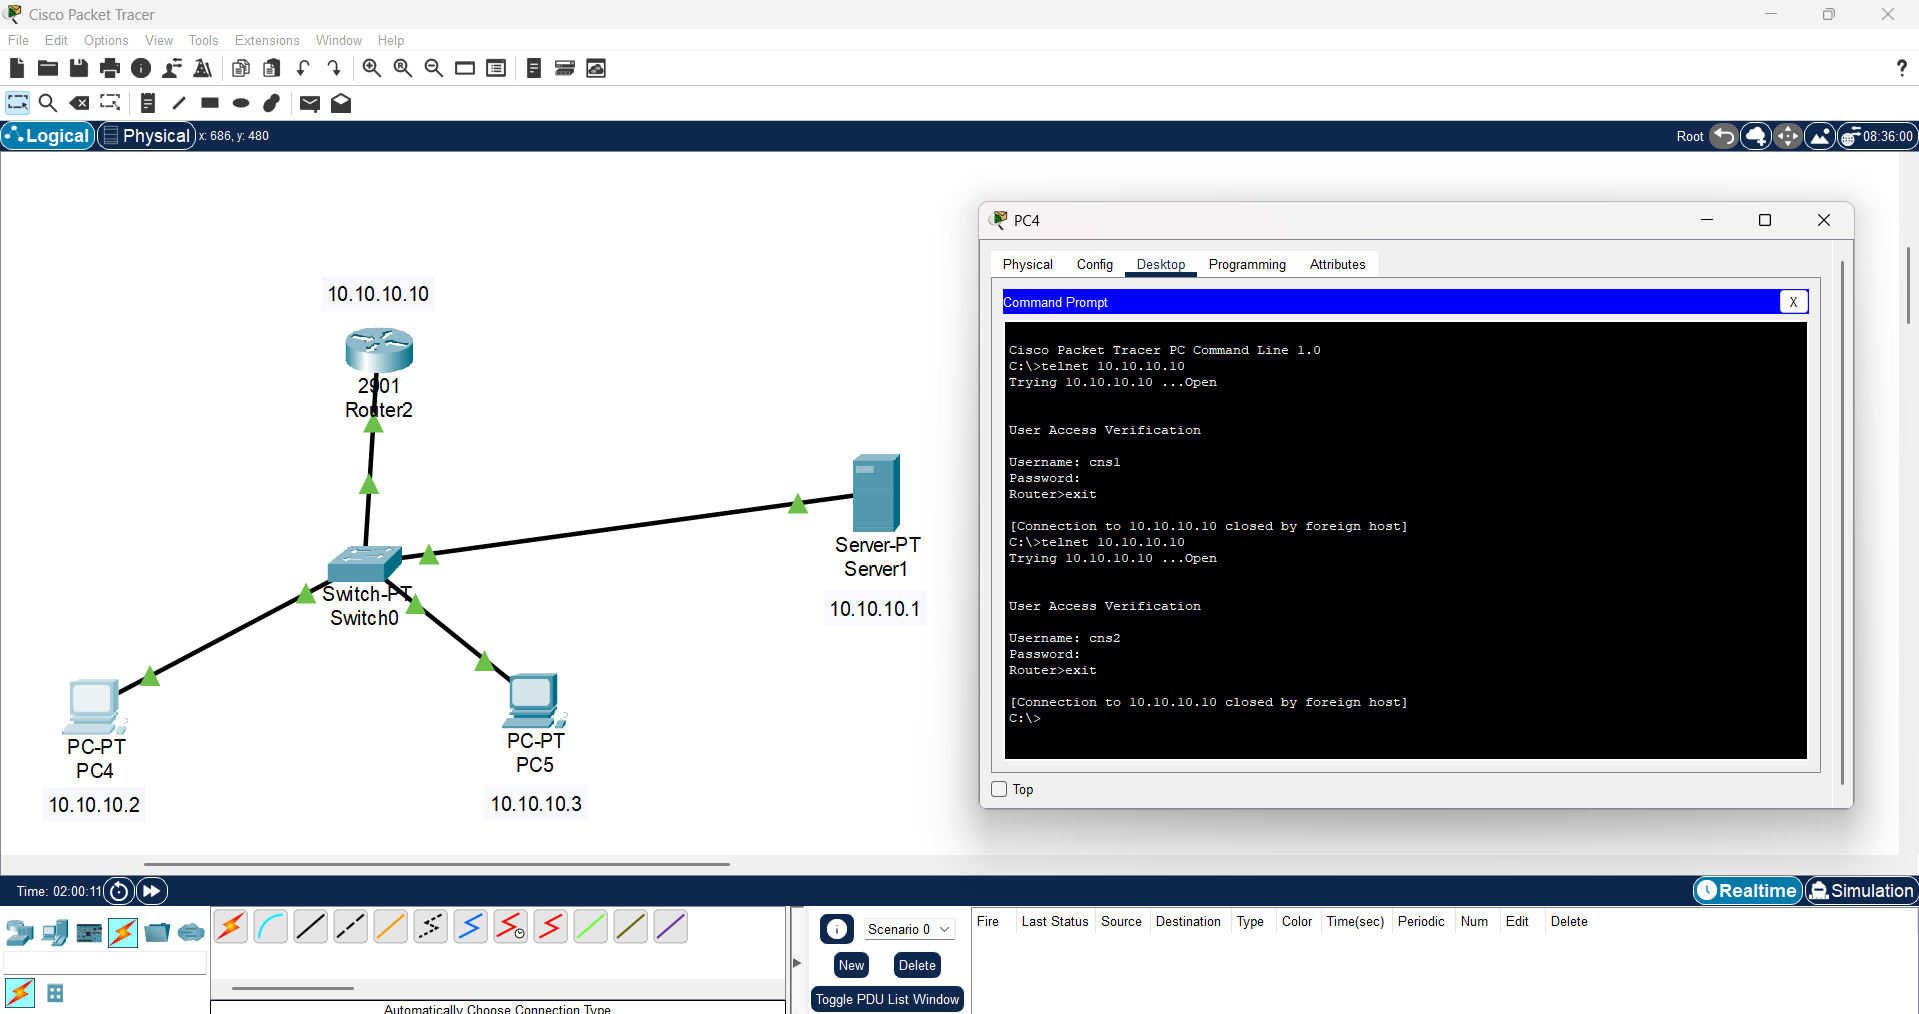 Cisco Packet Tracer
File Edit Options View Tools Extensions Window Help
?
Logical Physical x: 686, y: 480 Root 08:36:00
10.10.10.10
2901
Router2
Switch-PT
Switch0
Server-PT
Server1
10.10.10.1
PC-PT
PC4
10.10.10.2
PC-PT
PC5
10.10.10.3
PC4
Physical Config Desktop Programming Attributes
Command Prompt X
Cisco Packet Tracer PC Command Line 1.0
C:\>telnet 10.10.10.10
Trying 10.10.10.10 ...Open
User Access Verification
Username: cns1
Password:
Router>exit
[Connection to 10.10.10.10 closed by foreign host]
C:\>telnet 10.10.10.10
Trying 10.10.10.10 ...Open
User Access Verification
Username: cns2
Password:
Router>exit
[Connection to 10.10.10.10 closed by foreign host]
C:\>
Top
Time: 02:00:11 Realtime Simulation
Scenario 0
New Delete
Toggle PDU List Window
Fire Last Status Source Destination Type Color Time(sec) Periodic Num Edit Delete
Automatically Choose Connection Type